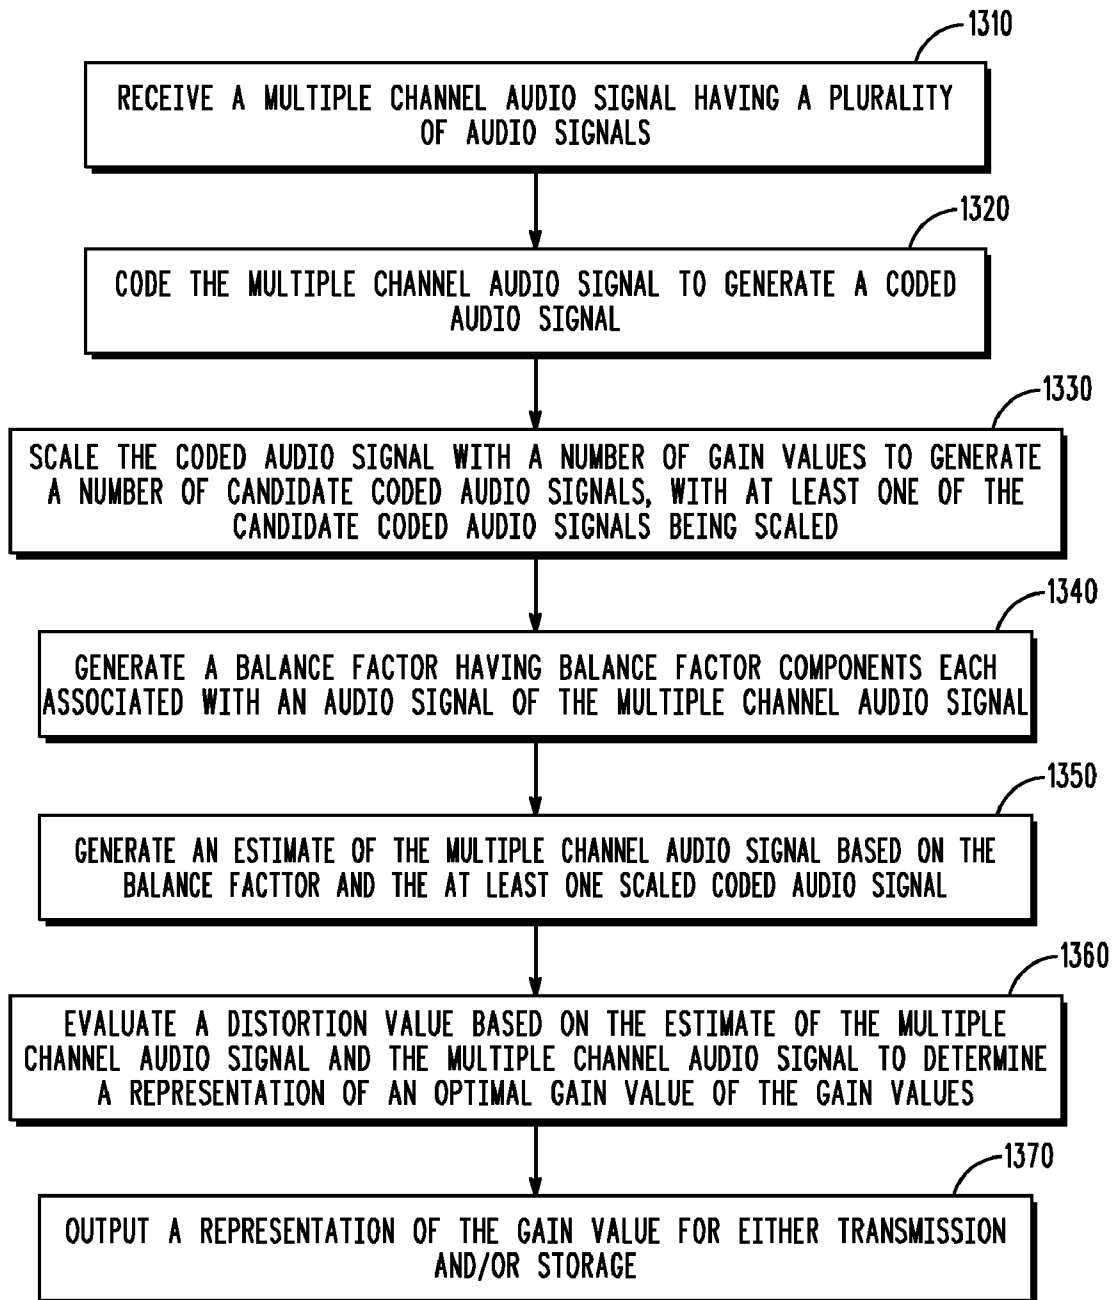 1310
RECEIVE A MULTIPLE CHANNEL AUDIO SIGNAL HAVING A PLURALITY
OF AUDIO SIGNALS
1320
CODE THE MULTIPLE CHANNEL AUDIO SIGNAL TO GENERATE A CODED
AUDIO SIGNAL
1330
SCALE THE CODED AUDIO SIGNAL WITH A NUMBER OF GAIN VALUES TO GENERATE
A NUMBER OF CANDIDATE CODED AUDIO SIGNALS, WITH AT LEAST ONE OF THE
CANDIDATE CODED AUDIO SIGNALS BEING SCALED
1340
GENERATE A BALANCE FACTOR HAVING BALANCE FACTOR COMPONENTS EACH
ASSOCIATED WITH AN AUDIO SIGNAL OF THE MULTIPLE CHANNEL AUDIO SIGNAL
1350
GENERATE AN ESTIMATE OF THE MULTIPLE CHANNEL AUDIO SIGNAL BASED ON THE
BALANCE FACTTOR AND THE AT LEAST ONE SCALED CODED AUDIO SIGNAL
1360
EVALUATE A DISTORTION VALUE BASED ON THE ESTIMATE OF THE MULTIPLE
CHANNEL AUDIO SIGNAL AND THE MULTIPLE CHANNEL AUDIO SIGNAL TO DETERMINE
A REPRESENTATION OF AN OPTIMAL GAIN VALUE OF THE GAIN VALUES
1370
OUTPUT A REPRESENTATION OF THE GAIN VALUE FOR EITHER TRANSMISSION
AND/OR STORAGE